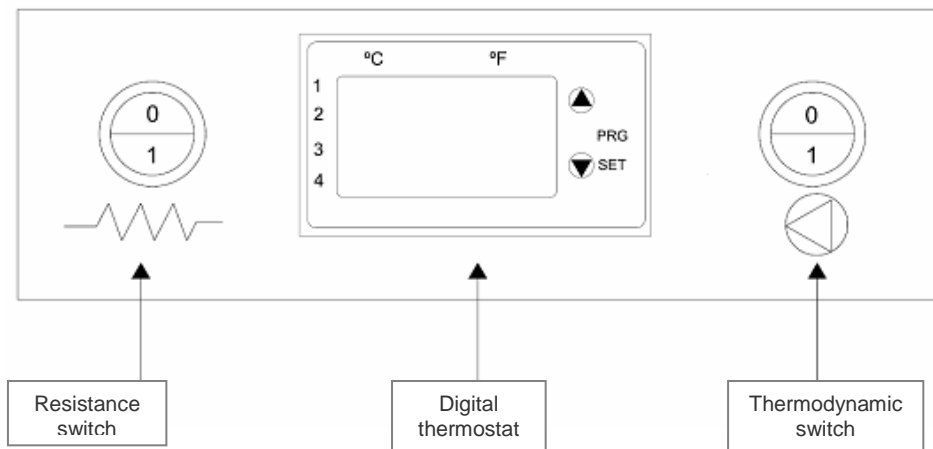 ºC ºF
1
2
3
4
PRG
SET
0
1
0
1
Resistance
switch
Digital
thermostat
Thermodynamic
switch